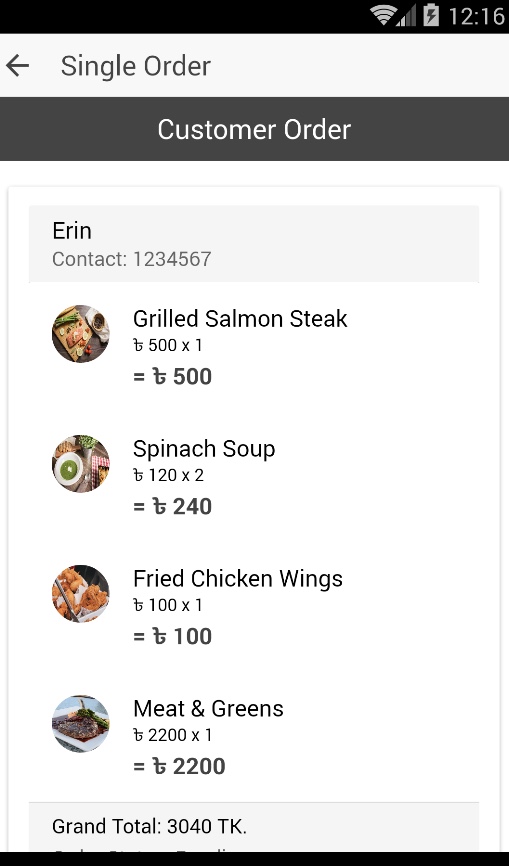 12:16
Single Order
Customer Order
Erin
Contact: 1234567
Grilled Salmon Steak
৳ 500 x 1
= ৳ 500
Spinach Soup
৳ 120 x 2
= ৳ 240
Fried Chicken Wings
৳ 100 x 1
= ৳ 100
Meat & Greens
৳ 2200 x 1
= ৳ 2200
Grand Total: 3040 TK.